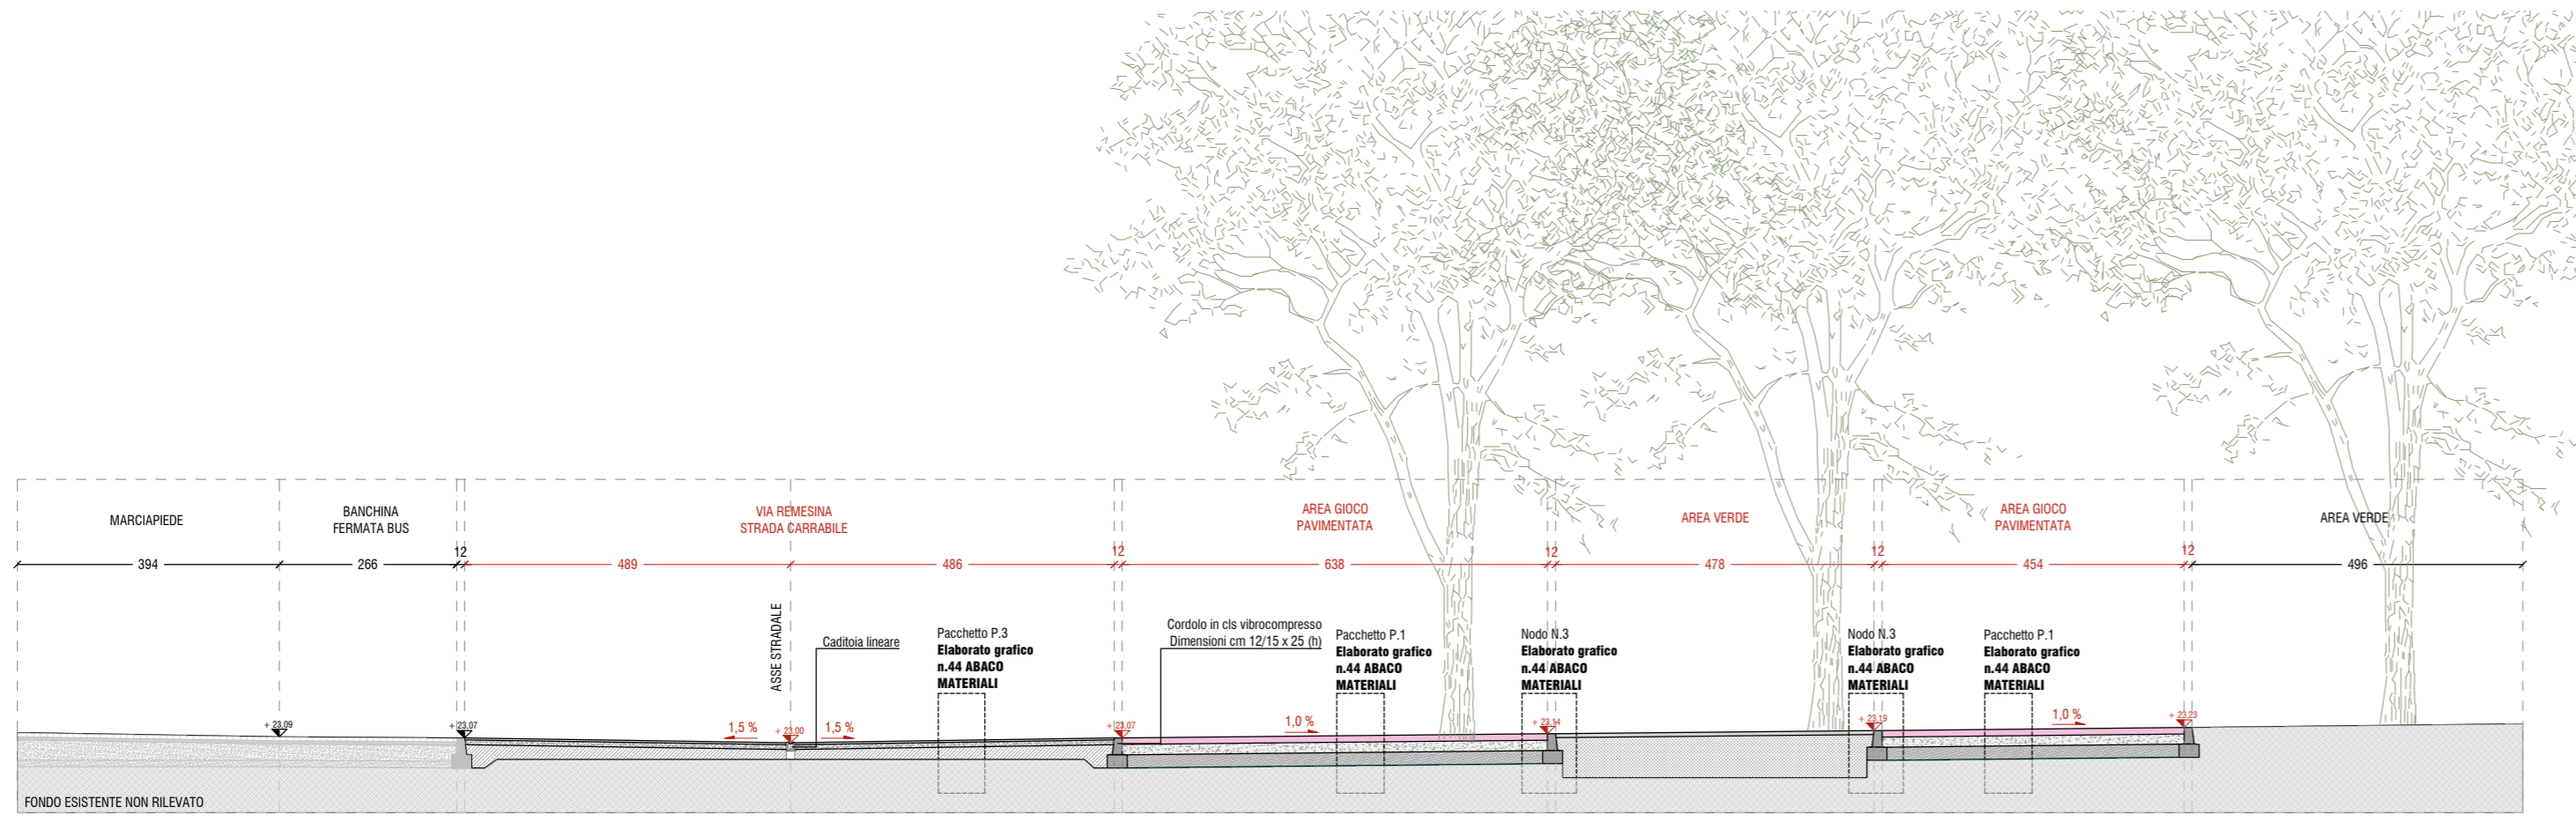 MARCIAPIEDE
BANCHINA
FERMATA BUS
VIA REMESINA
STRADA CARRABILE
AREA GIOCO
PAVIMENTATA
AREA VERDE
AREA GIOCO
PAVIMENTATA
AREA VERDE
394
266
12
489
486
12
638
12
478
12
454
12
496
ASSE STRADALE
Caditoia lineare
Pacchetto P.3
Elaborato grafico
n.44 ABACO
MATERIALI
Cordolo in cls vibrocompresso
Dimensioni cm 12/15 x 25 (h)
Pacchetto P.1
Elaborato grafico
n.44 ABACO
MATERIALI
Nodo N.3
Elaborato grafico
n.44 ABACO
MATERIALI
Nodo N.3
Elaborato grafico
n.44 ABACO
MATERIALI
Pacchetto P.1
Elaborato grafico
n.44 ABACO
MATERIALI
+ 23,09
+ 23,07
1,5 %
+ 23,00
1,5 %
+ 23,07
1,0 %
+ 23,14
+ 23,19
1,0 %
+ 23,23
FONDO ESISTENTE NON RILEVATO